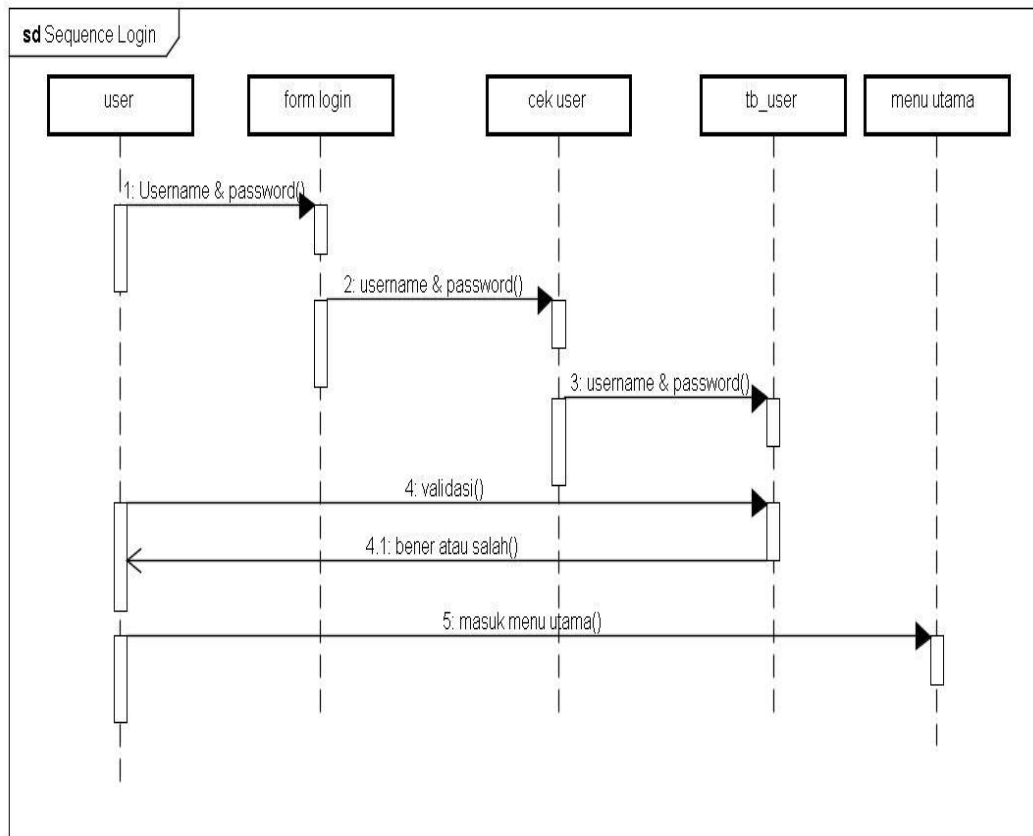 sd Sequence Login
user
form login
cek user
tb_user
menu utama
1: Username & password()
2: username & password()
3: username & password()
4: validasi()
4.1: bener atau salah()
5: masuk menu utama()